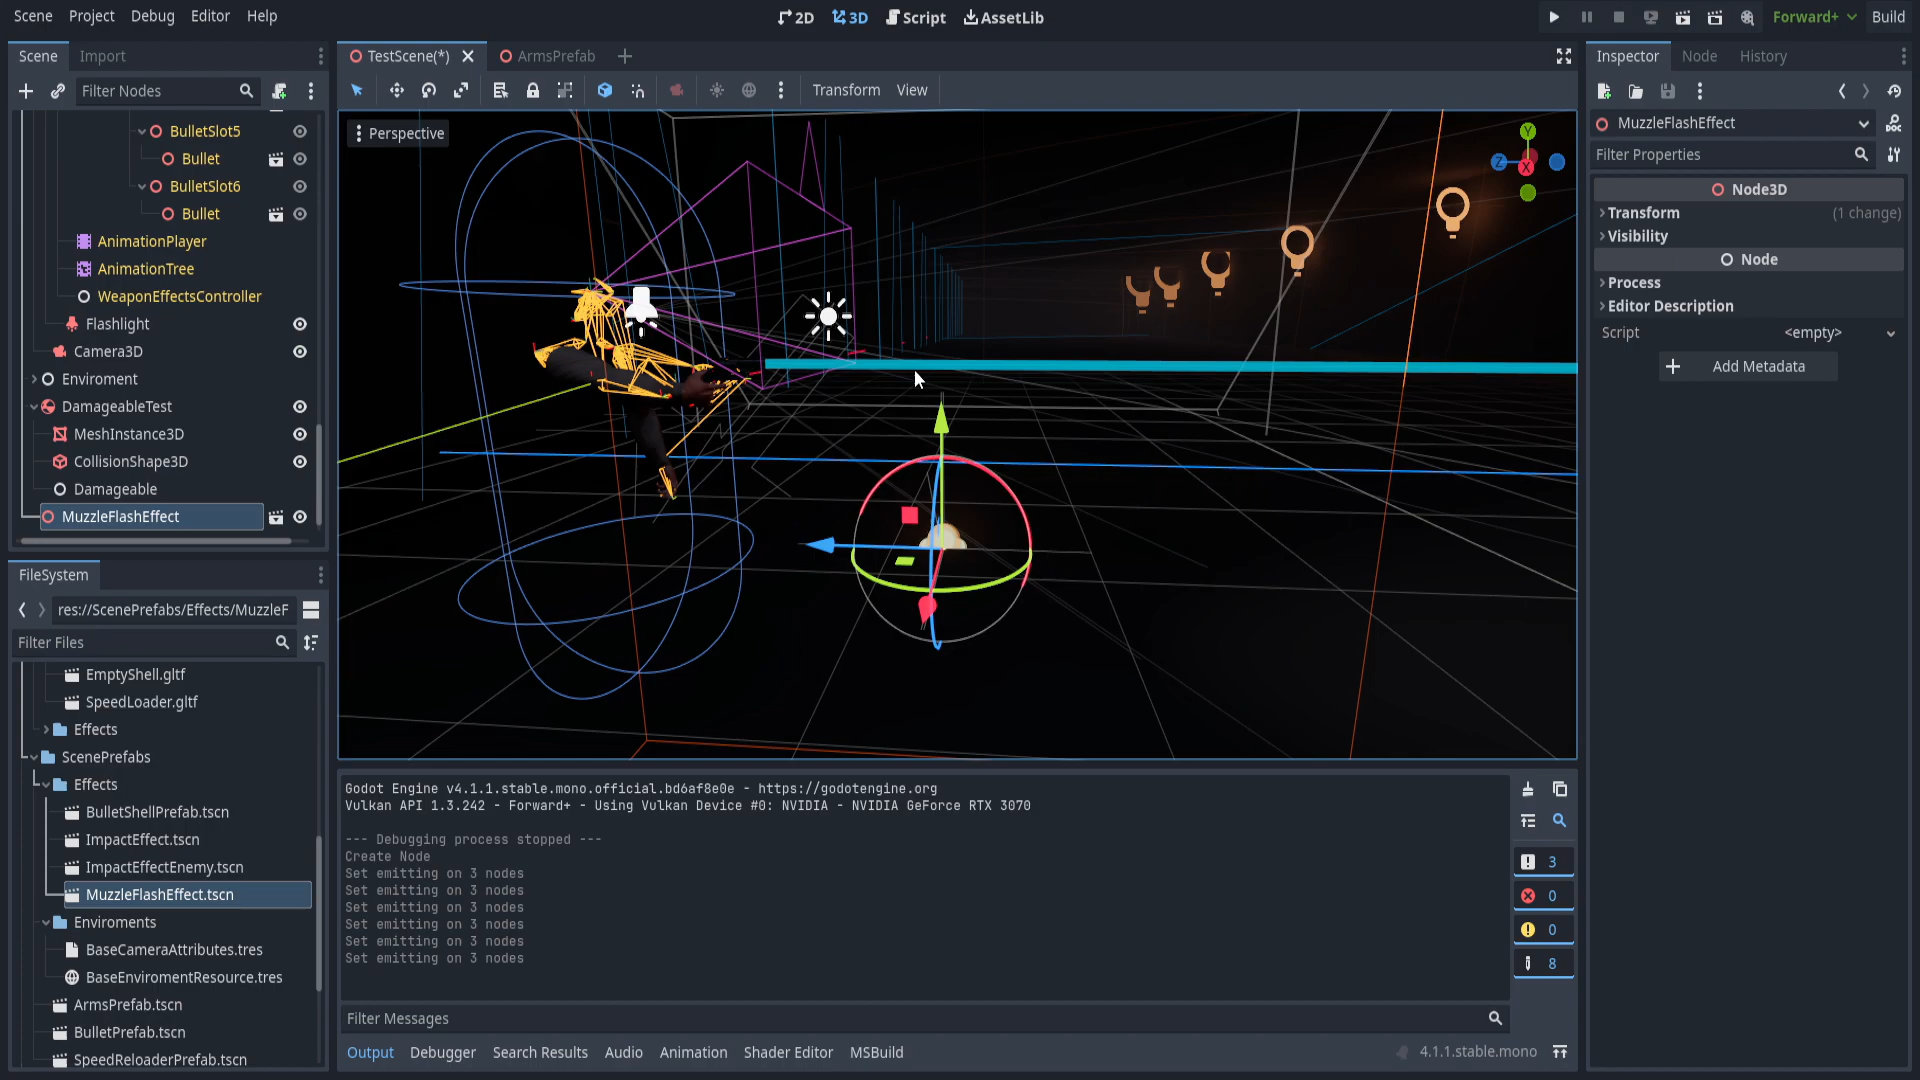 Scene Project Debug Editor Help
2D 3D Script AssetLib
Forward+ Build
Scene Import
Filter Nodes
BulletSlot5
Bullet
BulletSlot6
Bullet
AnimationPlayer
AnimationTree
WeaponEffectsController
Flashlight
Camera3D
Enviroment
DamageableTest
MeshInstance3D
CollisionShape3D
Damageable
MuzzleFlashEffect
FileSystem
res://ScenePrefabs/Effects/MuzzleF
Filter Files
EmptyShell.gltf
SpeedLoader.gltf
Effects
ScenePrefabs
Effects
BulletShellPrefab.tscn
ImpactEffect.tscn
ImpactEffectEnemy.tscn
MuzzleFlashEffect.tscn
Enviroments
BaseCameraAttributes.tres
BaseEnviromentResource.tres
ArmsPrefab.tscn
BulletPrefab.tscn
SpeedReloaderPrefab.tscn
TestScene(*) ArmsPrefab
Transform View
Perspective
Y
Z X
Godot Engine v4.1.1.stable.mono.official.bd6af8e0e - https://godotengine.org
Vulkan API 1.3.242 - Forward+ - Using Vulkan Device #0: NVIDIA - NVIDIA GeForce RTX 3070
--- Debugging process stopped ---
Create Node
Set emitting on 3 nodes
Set emitting on 3 nodes
Set emitting on 3 nodes
Set emitting on 3 nodes
Set emitting on 3 nodes
Set emitting on 3 nodes
3
0
0
8
Filter Messages
Output Debugger Search Results Audio Animation Shader Editor MSBuild
4.1.1.stable.mono
Inspector Node History
MuzzleFlashEffect
Filter Properties
Node3D
Transform (1 change)
Visibility
Node
Process
Editor Description
Script <empty>
Add Metadata